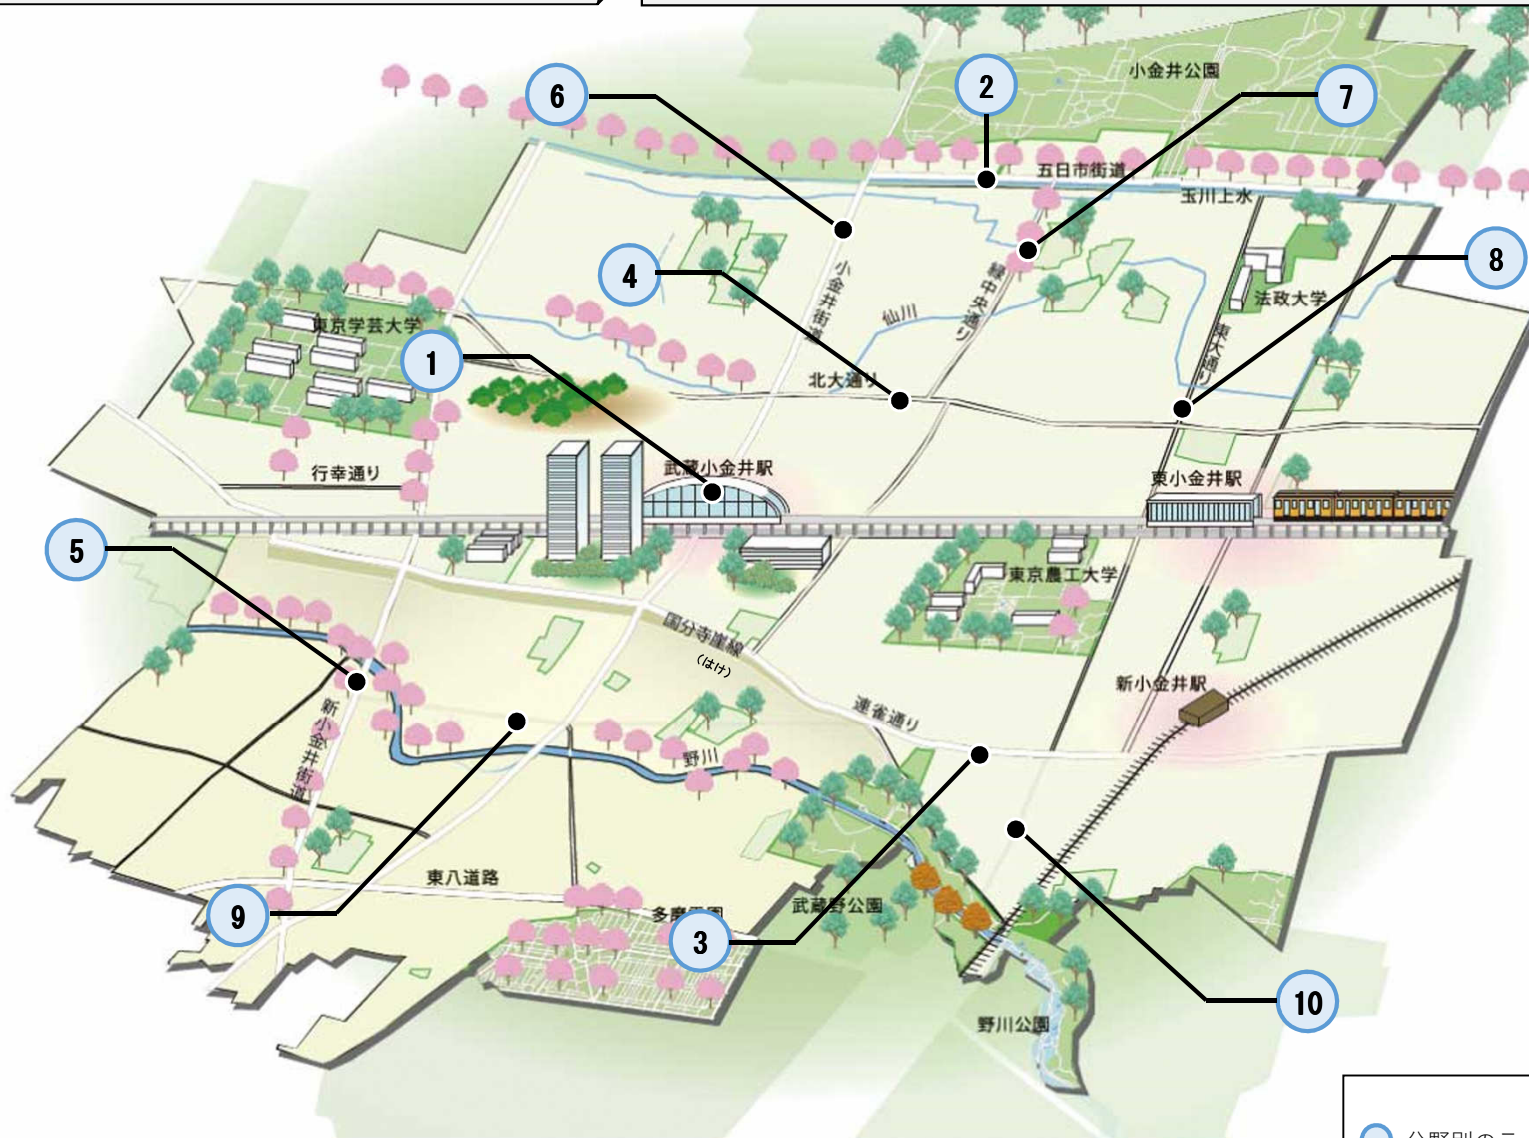 小金井公園
6
2
7
五日市街道
玉川上水
4
8
小金井街道
緑中央通り
仙川
法政大学
東京学芸大学
東大通り
1
北大通り
行幸通り
武蔵小金井駅
東小金井駅
5
東京農工大学
国分寺崖線
(はけ)
新小金井駅
連雀通り
新小金井街道
野川
東八道路
9
武蔵野公園
多磨霊園
3
10
野川公園